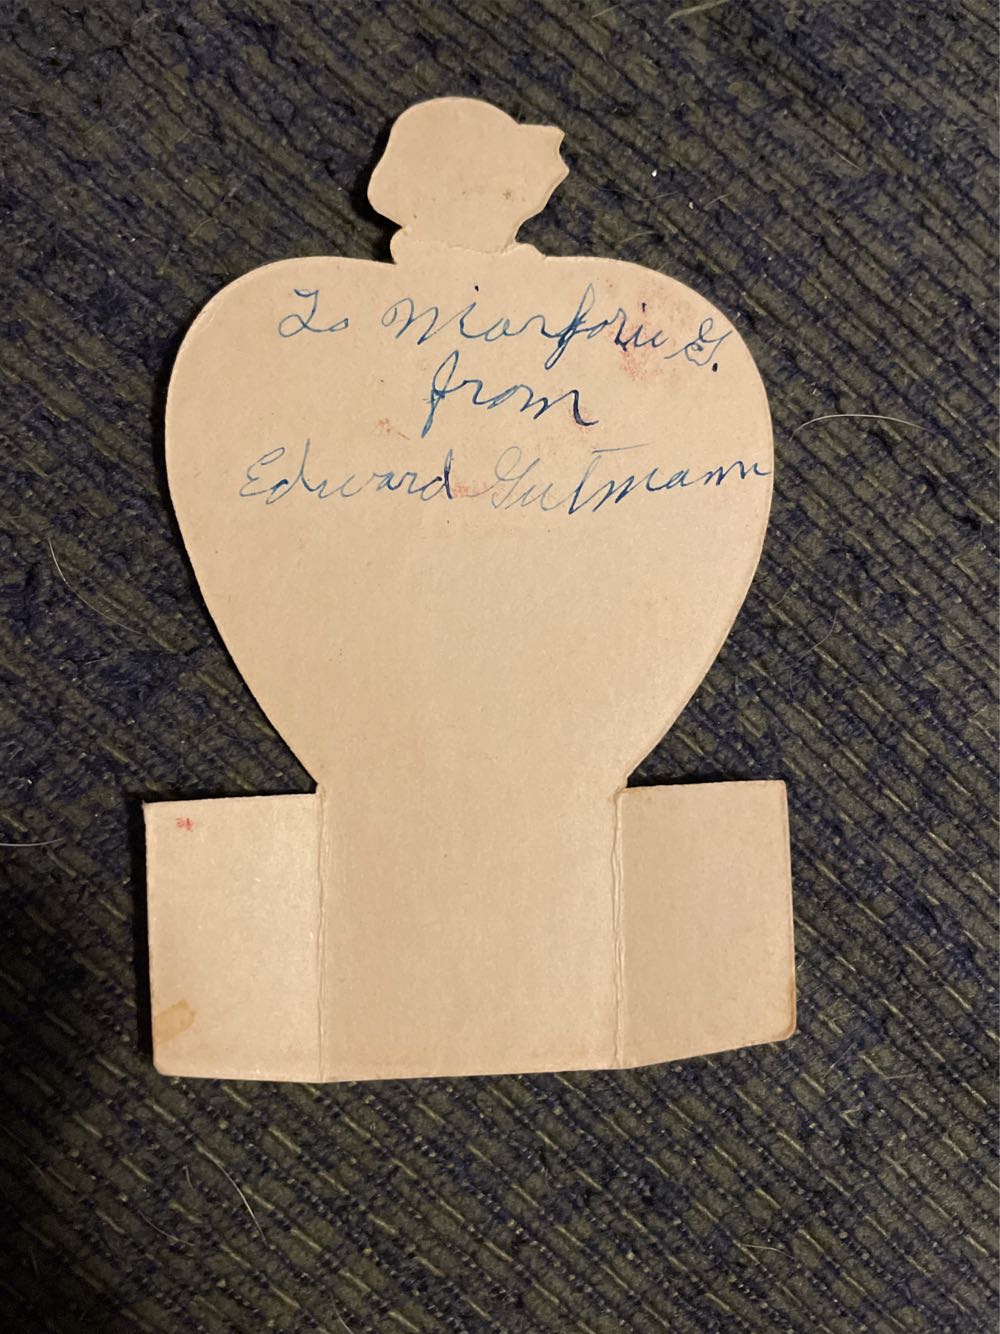 To Marjorie G.
from
Edward Gutmann